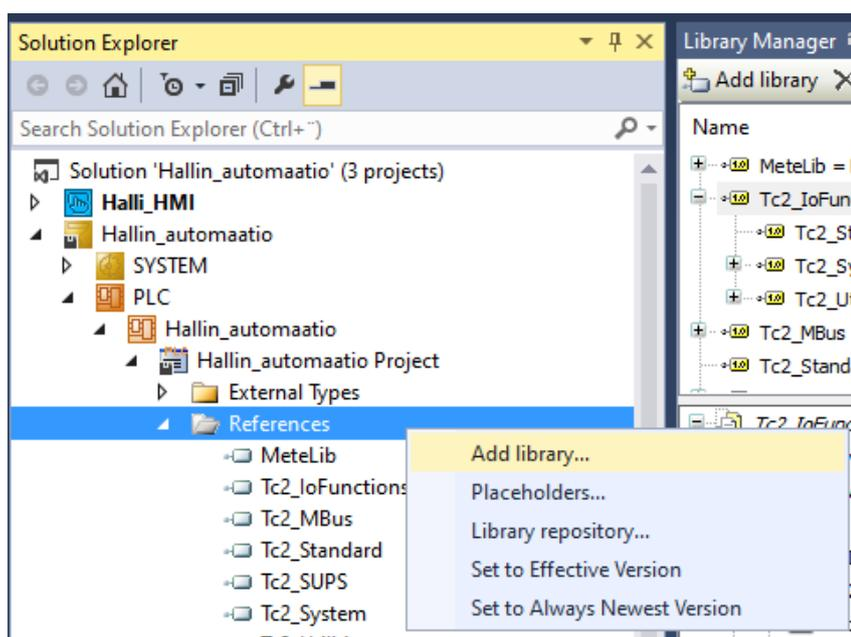 Solution Explorer
Search Solution Explorer (Ctrl+¨)
Solution 'Hallin_automaatio' (3 projects)
Halli_HMI
Hallin_automaatio
SYSTEM
PLC
Hallin_automaatio
Hallin_automaatio Project
External Types
References
MeteLib
Tc2_IoFunctions
Tc2_MBus
Tc2_Standard
Tc2_SUPS
Tc2_System
Library Manager
Add library
Name
MeteLib =
Tc2_IoFun
Tc2_St
Tc2_Sy
Tc2_Ut
Tc2_MBus
Tc2_Stand
Tc2_IoFunc
Add library...
Placeholders...
Library repository...
Set to Effective Version
Set to Always Newest Version